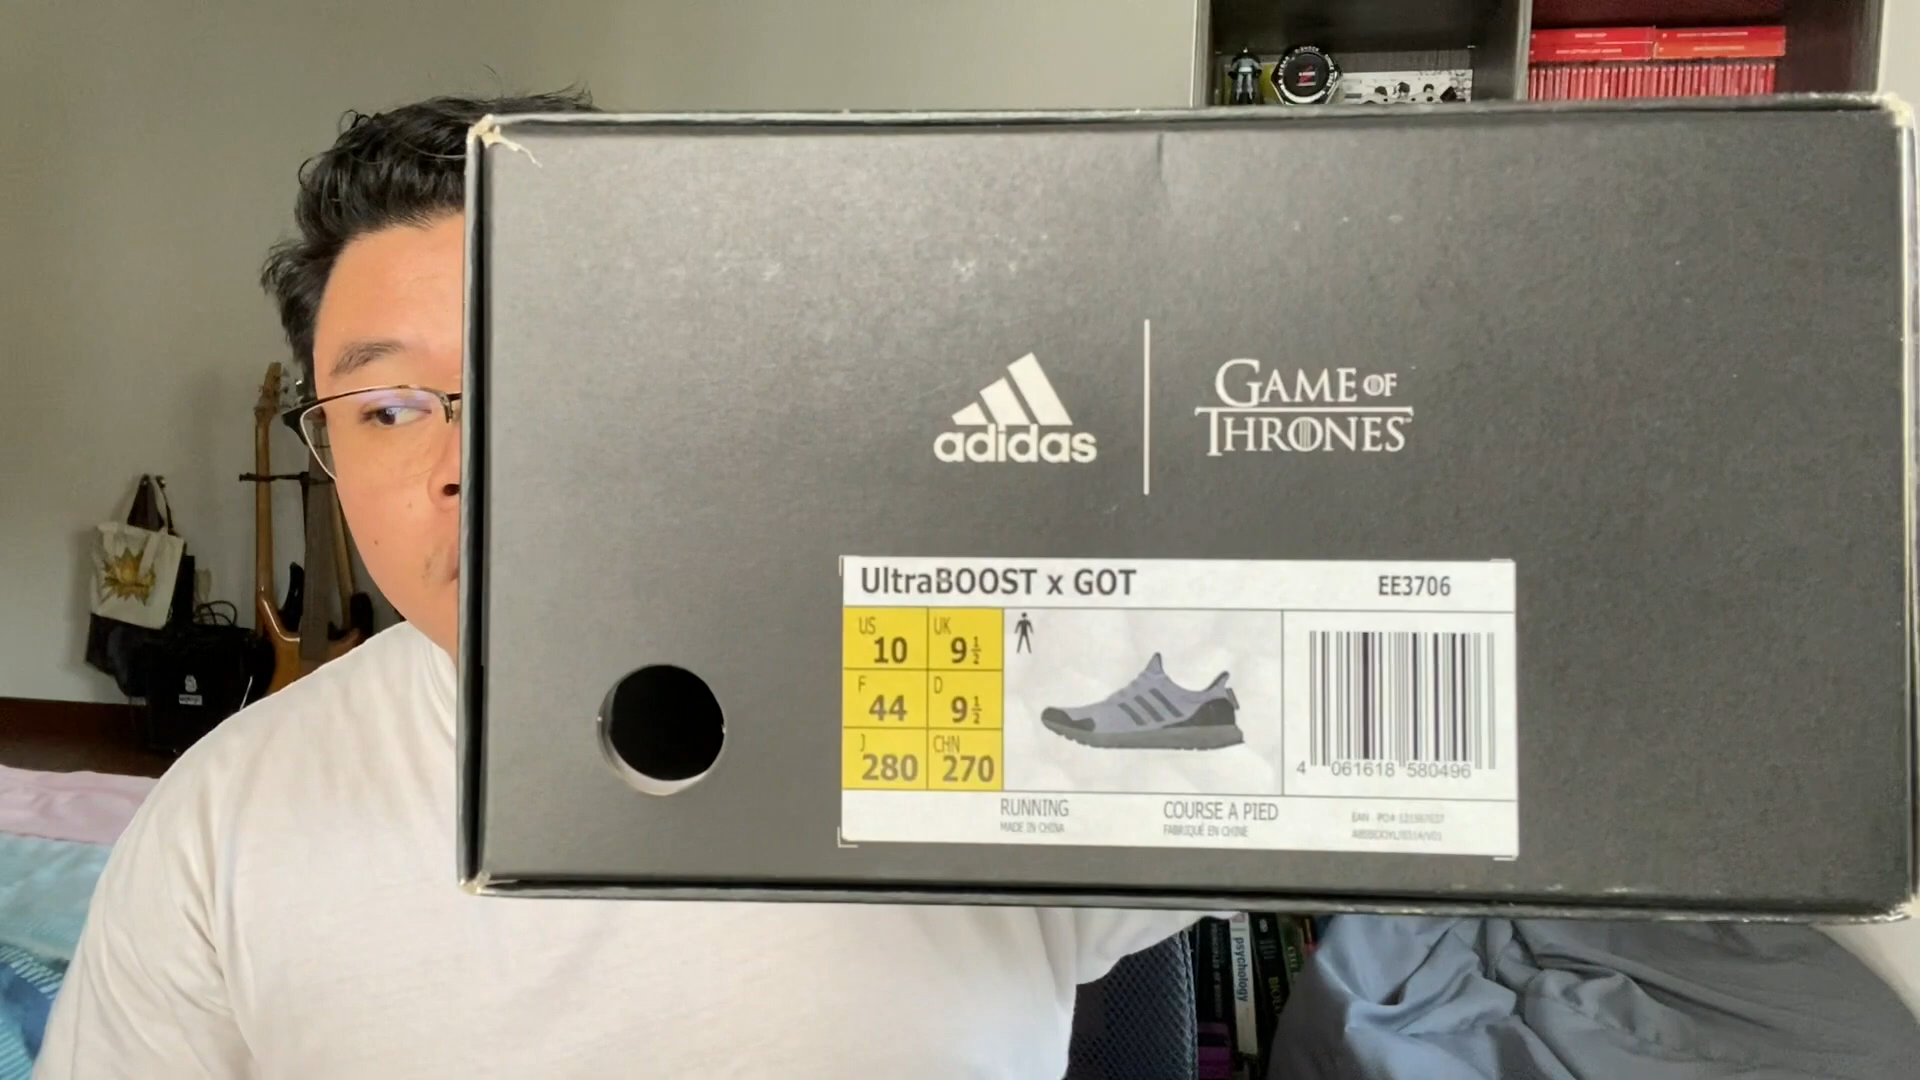 adidas
GAME OF
THRONES
UltraBOOST x GOT
EE3706
US 10
UK 9½
F 44
D 9½
J 280
CHN 270
4 061618 580496
RUNNING
MADE IN CHINA
COURSE A PIED
FABRIQUÉ EN CHINE
psychology